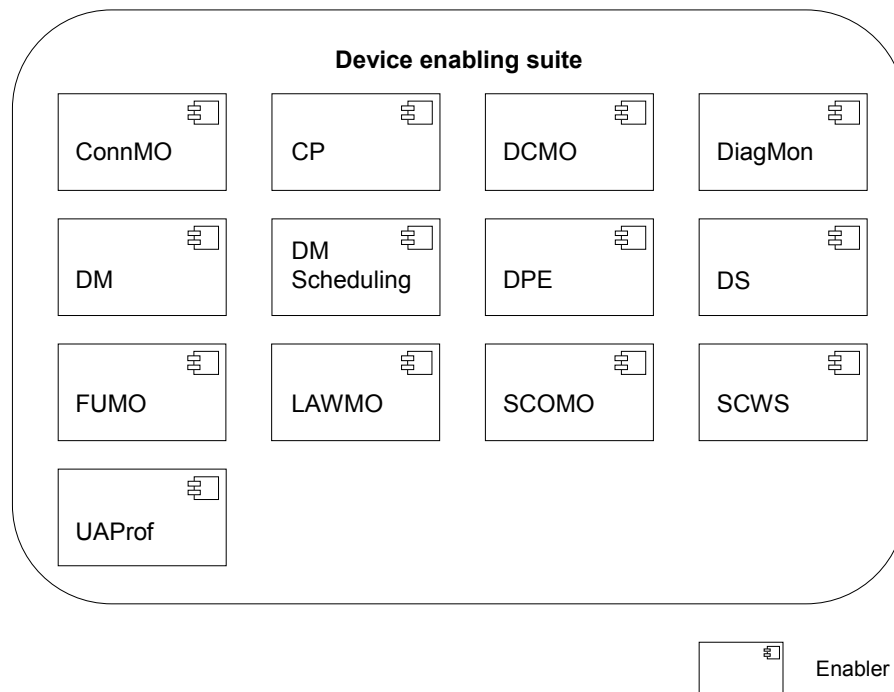 Device enabling suite
ConnMO
CP
DCMO
DiagMon
DM
DM
Scheduling
DPE
DS
FUMO
LAWMO
SCOMO
SCWS
UAProf
Enabler